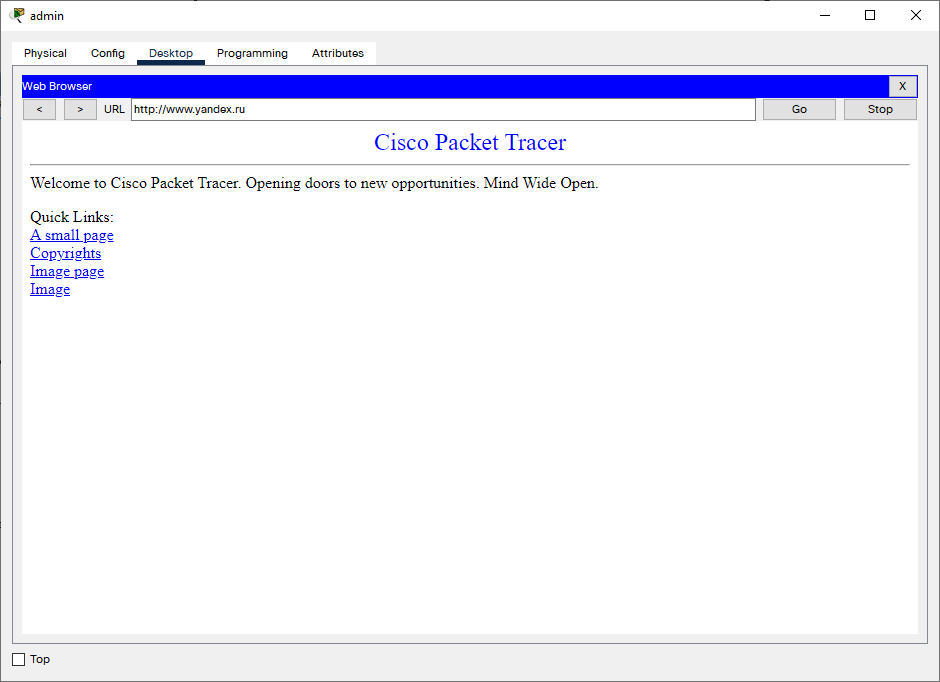 admin
Physical Config Desktop Programming Attributes
Web Browser X
< > URL http://www.yandex.ru Go Stop
Cisco Packet Tracer
Welcome to Cisco Packet Tracer. Opening doors to new opportunities. Mind Wide Open.
Quick Links:
A small page
Copyrights
Image page
Image
Top